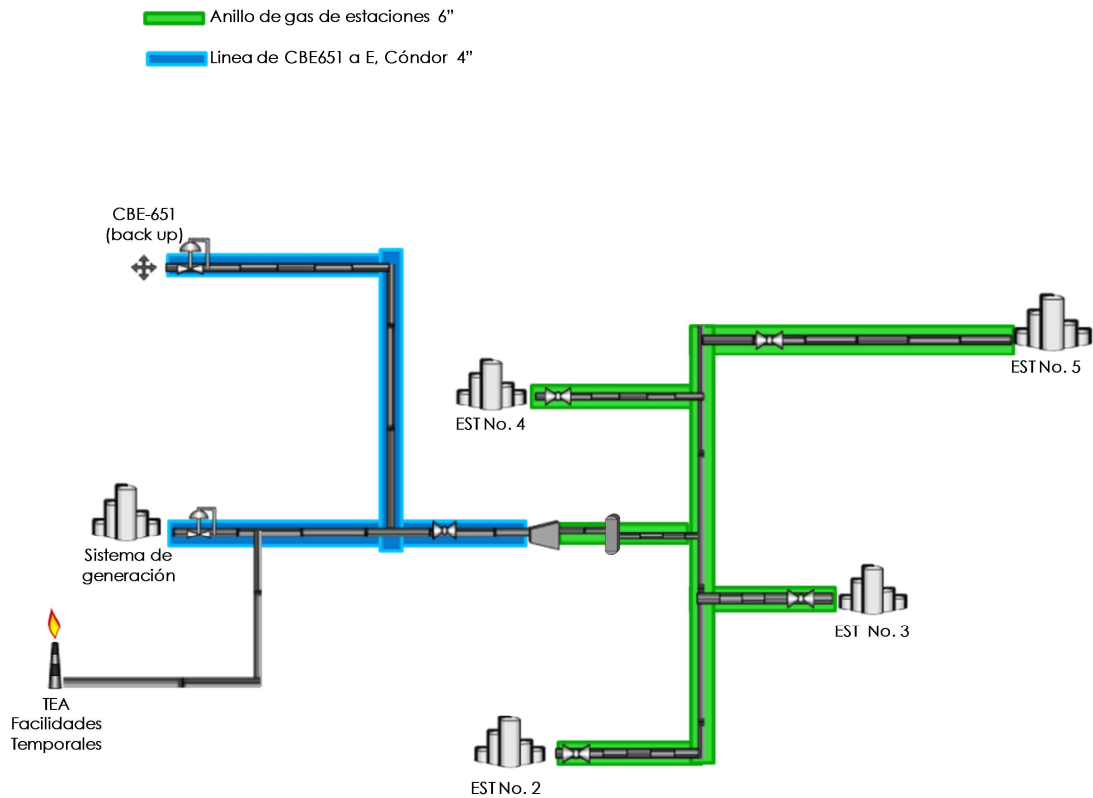 Anillo de gas de estaciones 6”
Linea de CBE651 a E, Cóndor 4”
CBE-651
(back up)
EST No. 5
EST No. 4
Sistema de
generación
EST No. 3
TEA
Facilidades
Temporales
EST No. 2